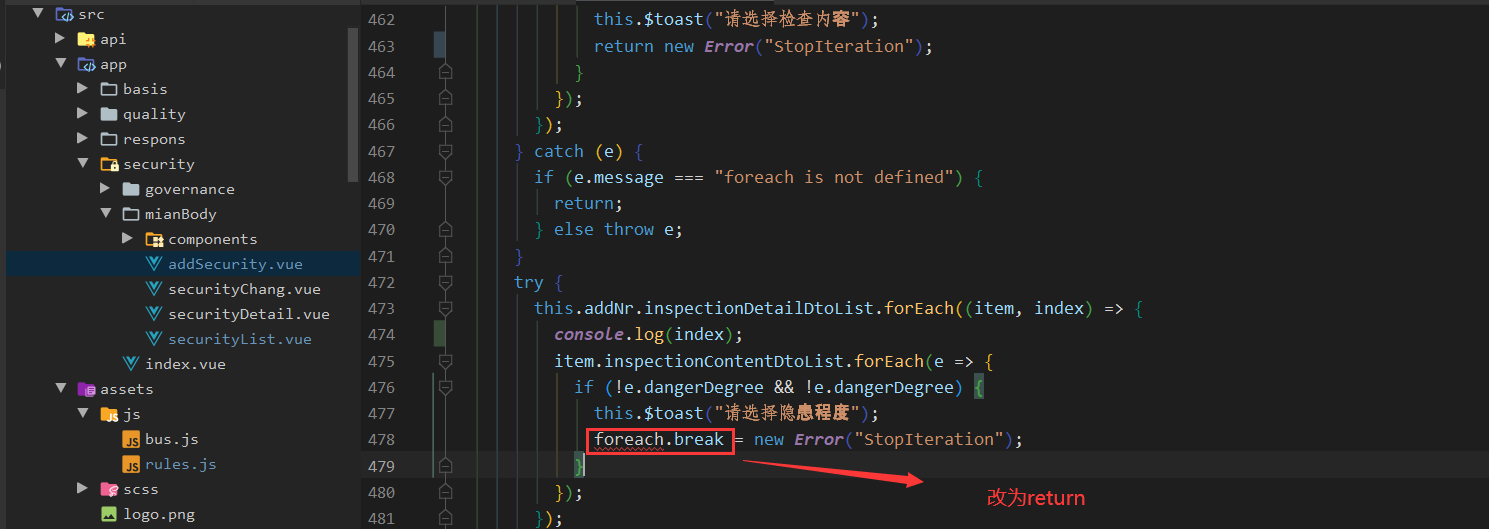 src
api
app
basis
quality
respons
security
governance
mianBody
components
addSecurity.vue
securityChang.vue
securityDetail.vue
securityList.vue
index.vue
assets
js
bus.js
rules.js
scss
logo.png
462 this.$toast("请选择检查内容");
463 return new Error("StopIteration");
464 }
465 });
466 });
467 } catch (e) {
468 if (e.message === "foreach is not defined") {
469 return;
470 } else throw e;
471 }
472 try {
473 this.addNr.inspectionDetailDtoList.forEach((item, index) => {
474 console.log(index);
475 item.inspectionContentDtoList.forEach(e => {
476 if (!e.dangerDegree && !e.dangerDegree) {
477 this.$toast("请选择隐患程度");
478 foreach.break = new Error("StopIteration");
479 }
480 });
481 });
改为return